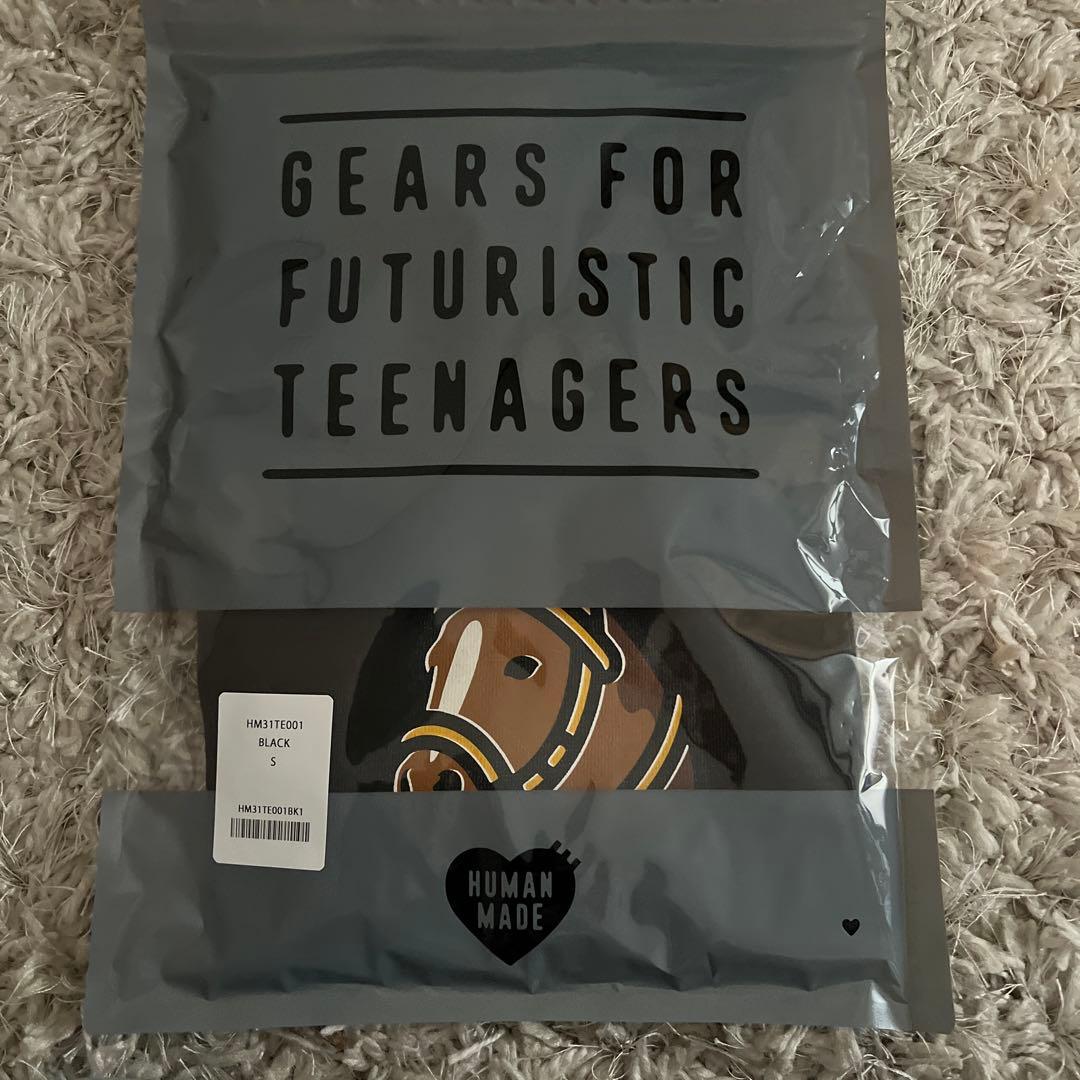 GEARS FOR
FUTURISTIC
TEENAGERS
HM31TE001
BLACK
S
HM31TE001BK1
HUMAN
MADE